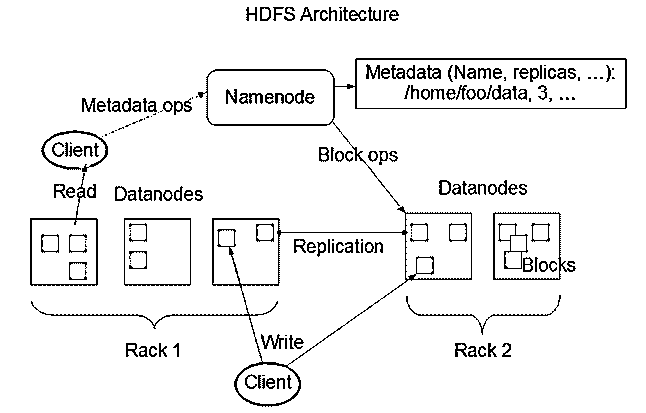 HDFS Architecture
Metadata (Name, replicas, …):
/home/foo/data, 3, …
Namenode
Metadata ops
Client
Block ops
Read
Datanodes
Datanodes
Replication
Blocks
Rack 1
Write
Rack 2
Client